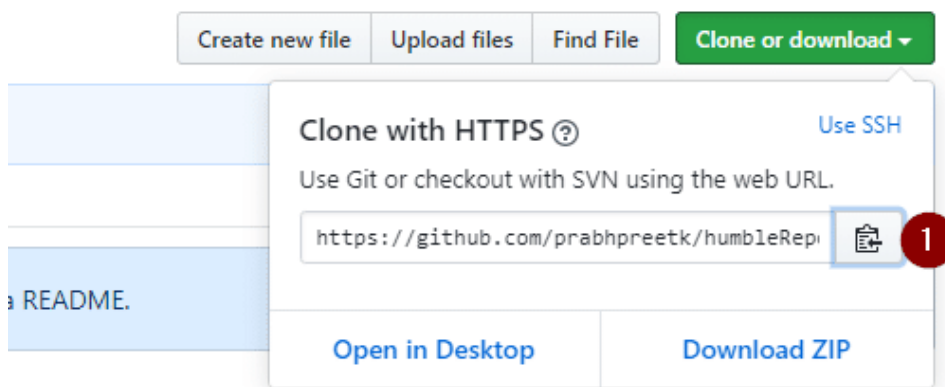 Create new file Upload files Find File Clone or download
Clone with HTTPS Use SSH
Use Git or checkout with SVN using the web URL.
https://github.com/prabhpreetk/humbleRep
1
a README.
Open in Desktop Download ZIP